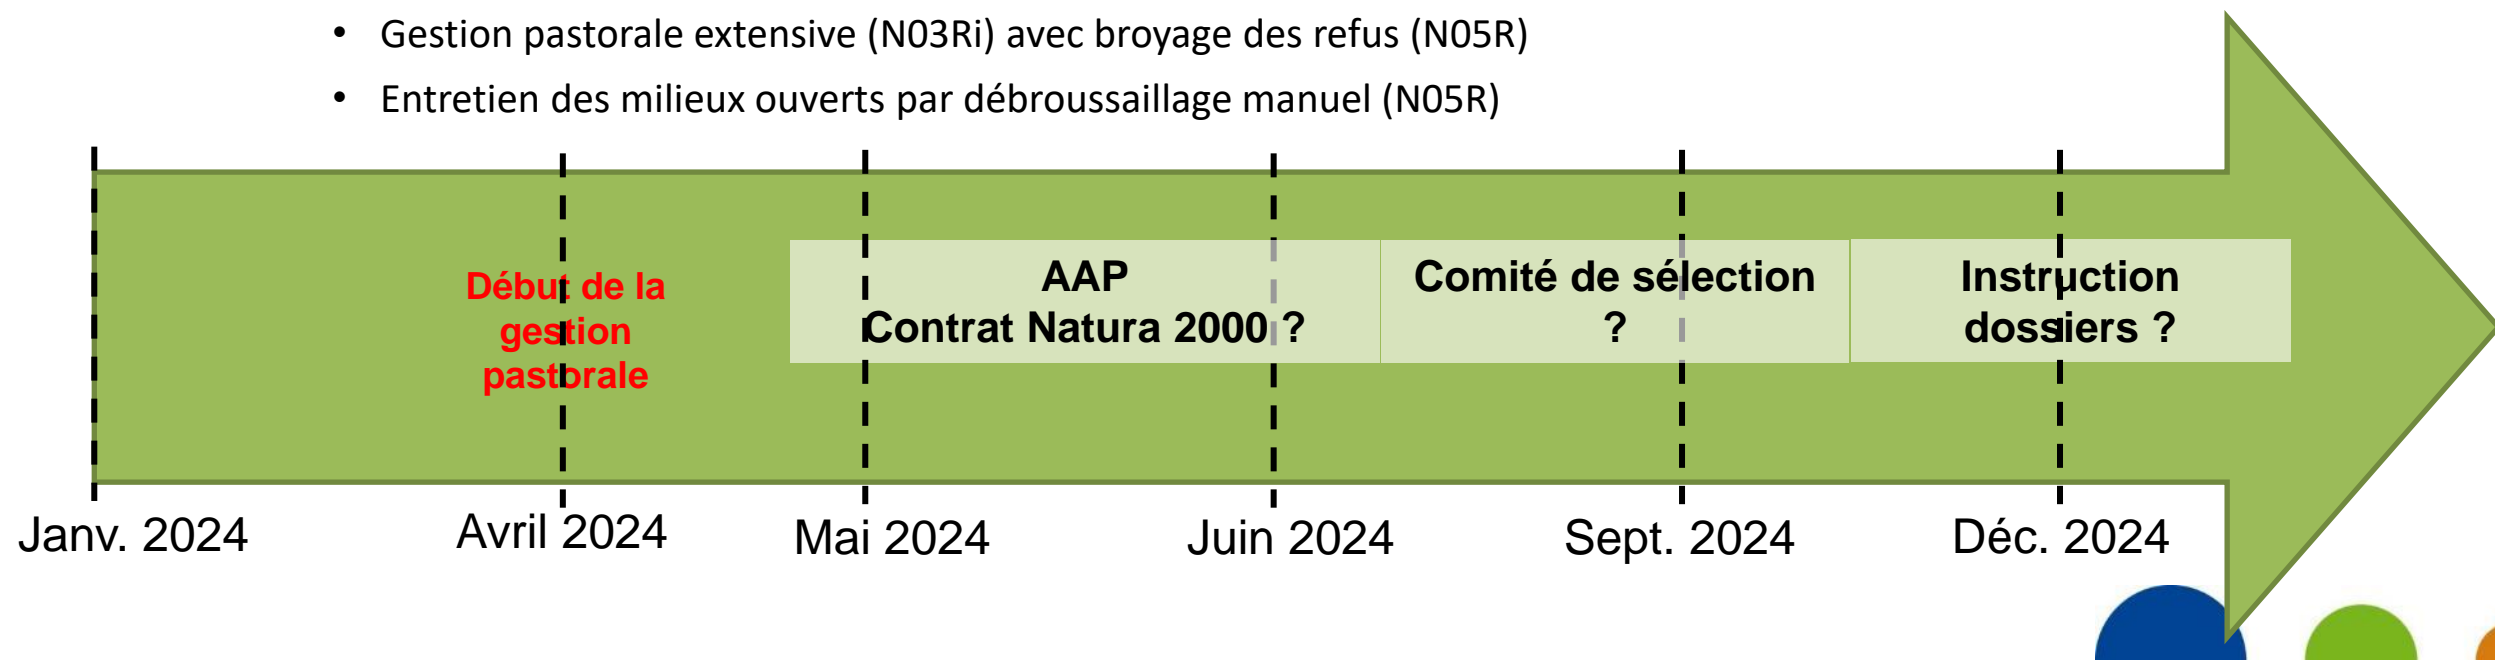 • Gestion pastorale extensive (N03Ri) avec broyage des refus (N05R)
• Entretien des milieux ouverts par débroussaillage manuel (N05R)
Début de la
gestion
pastorale
AAP
Contrat Natura 2000 ?
Comité de sélection
?
Instruction
dossiers ?
Janv. 2024
Avril 2024
Mai 2024
Juin 2024
Sept. 2024
Déc. 2024